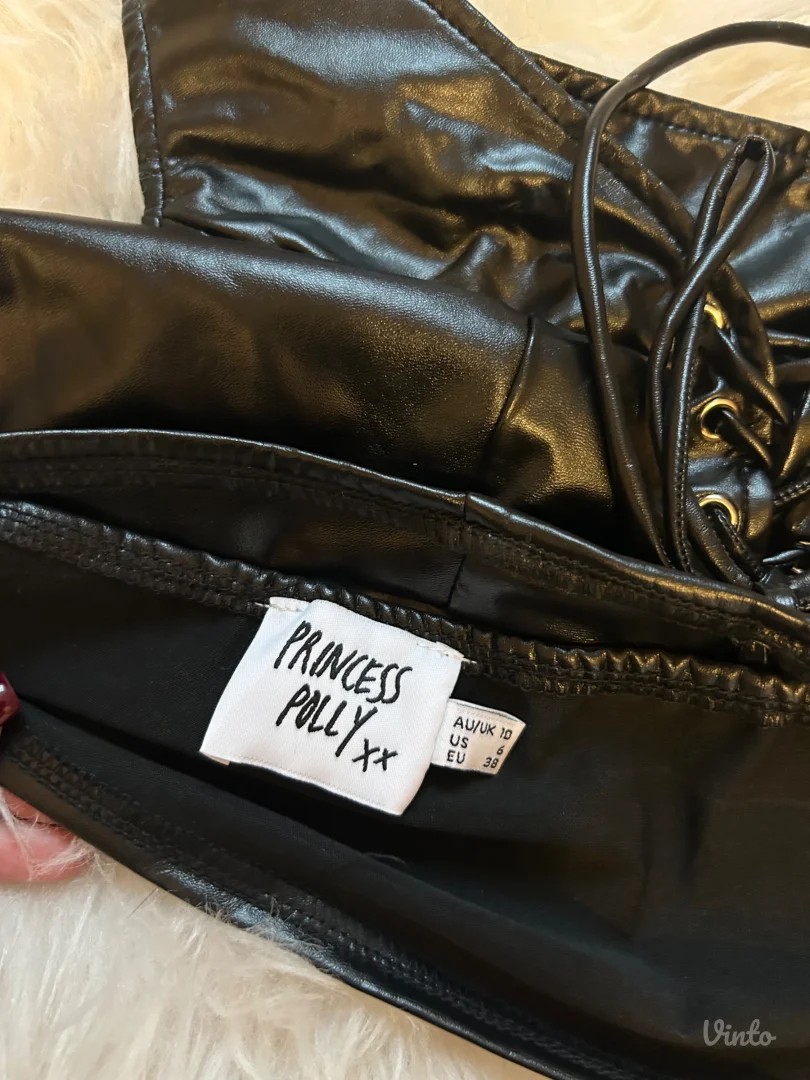 PRINCESS
POLLY
xx
AU/UK 10
US 6
EU 38
Vinto